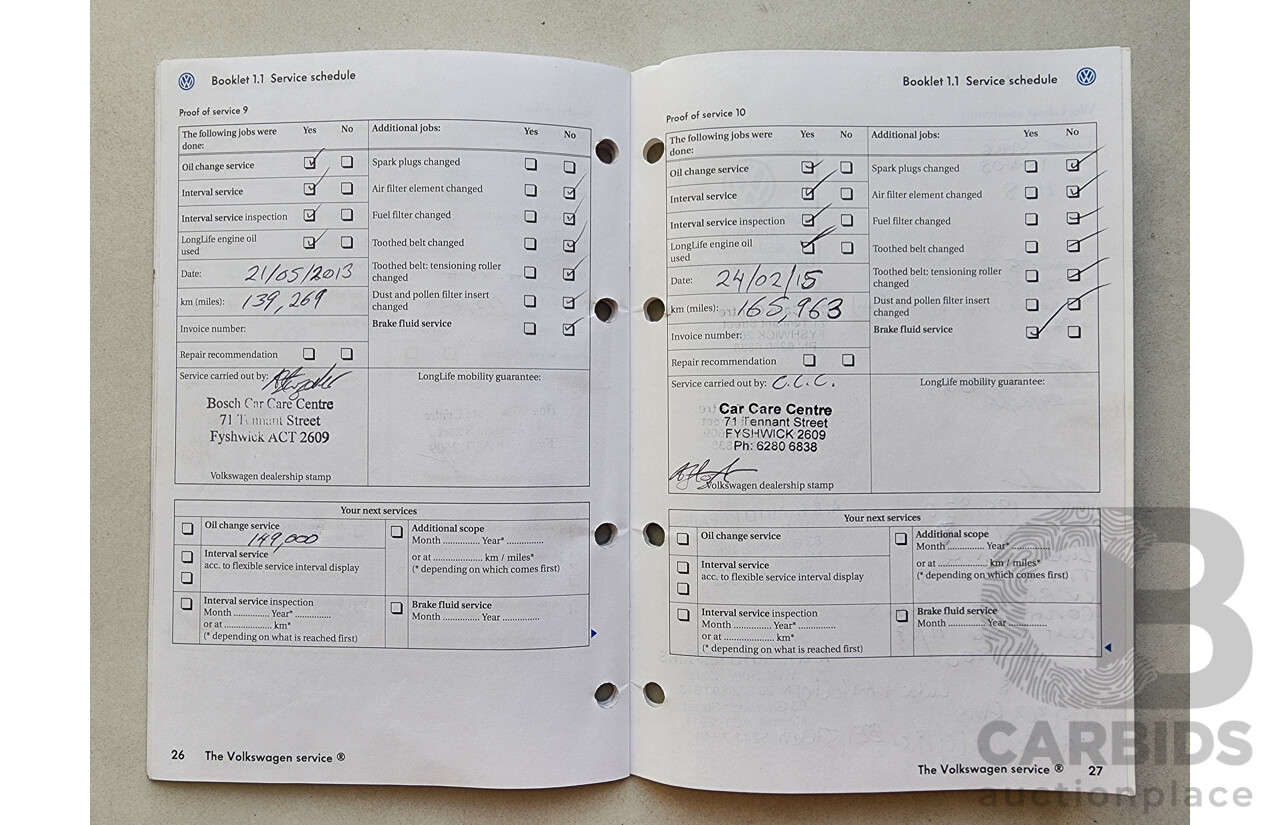 Booklet 1.1 Service schedule
Proof of service 9
The following jobs were done: Yes No
Additional jobs: Yes No
Oil change service
Spark plugs changed
Interval service
Air filter element changed
Interval service inspection
Fuel filter changed
LongLife engine oil used
Toothed belt changed
Date: 21/05/2013
Toothed belt: tensioning roller changed
km (miles): 139,269
Dust and pollen filter insert changed
Invoice number:
Brake fluid service
Repair recommendation
Service carried out by:
LongLife mobility guarantee:
Bosch Car Care Centre
71 Tennant Street
Fyshwick ACT 2609
Volkswagen dealership stamp
Your next services
Oil change service
149,000
Additional scope
Month .............. Year* ..............
or at .................... km / miles*
(* depending on which comes first)
Interval service
acc. to flexible service interval display
Interval service inspection
Month .............. Year* ..............
or at .................... km*
(* depending on what is reached first)
Brake fluid service
Month .............. Year ..............
26 The Volkswagen service ®
Booklet 1.1 Service schedule
Proof of service 10
The following jobs were done: Yes No
Additional jobs: Yes No
Oil change service
Spark plugs changed
Interval service
Air filter element changed
Interval service inspection
Fuel filter changed
LongLife engine oil used
Toothed belt changed
Date: 24/02/15
Toothed belt: tensioning roller changed
km (miles): 165,963
Dust and pollen filter insert changed
Invoice number:
Brake fluid service
Repair recommendation
Service carried out by: C.C.C.
LongLife mobility guarantee:
Car Care Centre
71 Tennant Street
FYSHWICK 2609
Ph: 6280 6838
Volkswagen dealership stamp
Your next services
Oil change service
Additional scope
Month .............. Year* ..............
or at .................... km / miles*
(* depending on which comes first)
Interval service
acc. to flexible service interval display
Interval service inspection
Month .............. Year* ..............
or at .................... km*
(* depending on what is reached first)
Brake fluid service
Month .............. Year ..............
The Volkswagen service ® 27
CARBIDS
auctionplace